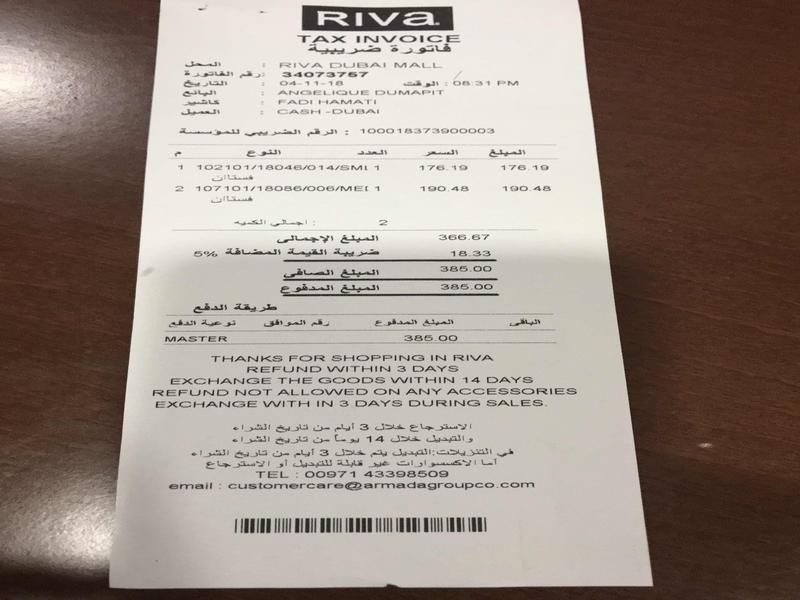 RIVa
TAX INVOICE
فاتورة ضريبية
المحل : RIVA DUBAI MALL
رقم الفاتورة: 34073757
التاريخ : 04-11-18 الوقت : 08:31 PM
البائع : ANGELIQUE DUMAPIT
كاشير : FADI HAMATI
العميل : CASH -DUBAI
الرقم الضريبي للمؤسسة : 100018373900003
م النوع العدد السعر المبلغ
1 102101/18046/014/SMI 1 176.19 176.19
فستاان
2 107101/18086/006/MEI 1 190.48 190.48
فستاان
اجمالي الكميه : 2
المبلغ الإجمالى 366.67
ضريبة القيمة المضافة 5% 18.33
المبلغ الصافى 385.00
المبلغ المدفوع 385.00
طريقة الدفع
نوعية الدفع رقم الموافق المبلغ المدفوع الباقى
MASTER 385.00
THANKS FOR SHOPPING IN RIVA
REFUND WITHIN 3 DAYS
EXCHANGE THE GOODS WITHIN 14 DAYS
REFUND NOT ALLOWED ON ANY ACCESSORIES
EXCHANGE WITH IN 3 DAYS DURING SALES.
الاسترجاع خلال 3 أيام من تاريخ الشراء
والتبديل خلال 14 يوماً من تاريخ الشراء
في التنزيلات:التبديل يتم خلال 3 أيام من تاريخ الشراء
أما الاكسسوارات غير قابلة للتبديل أو الاسترجاع
TEL : 00971 43398509
email : customercare@armadagroupco.com